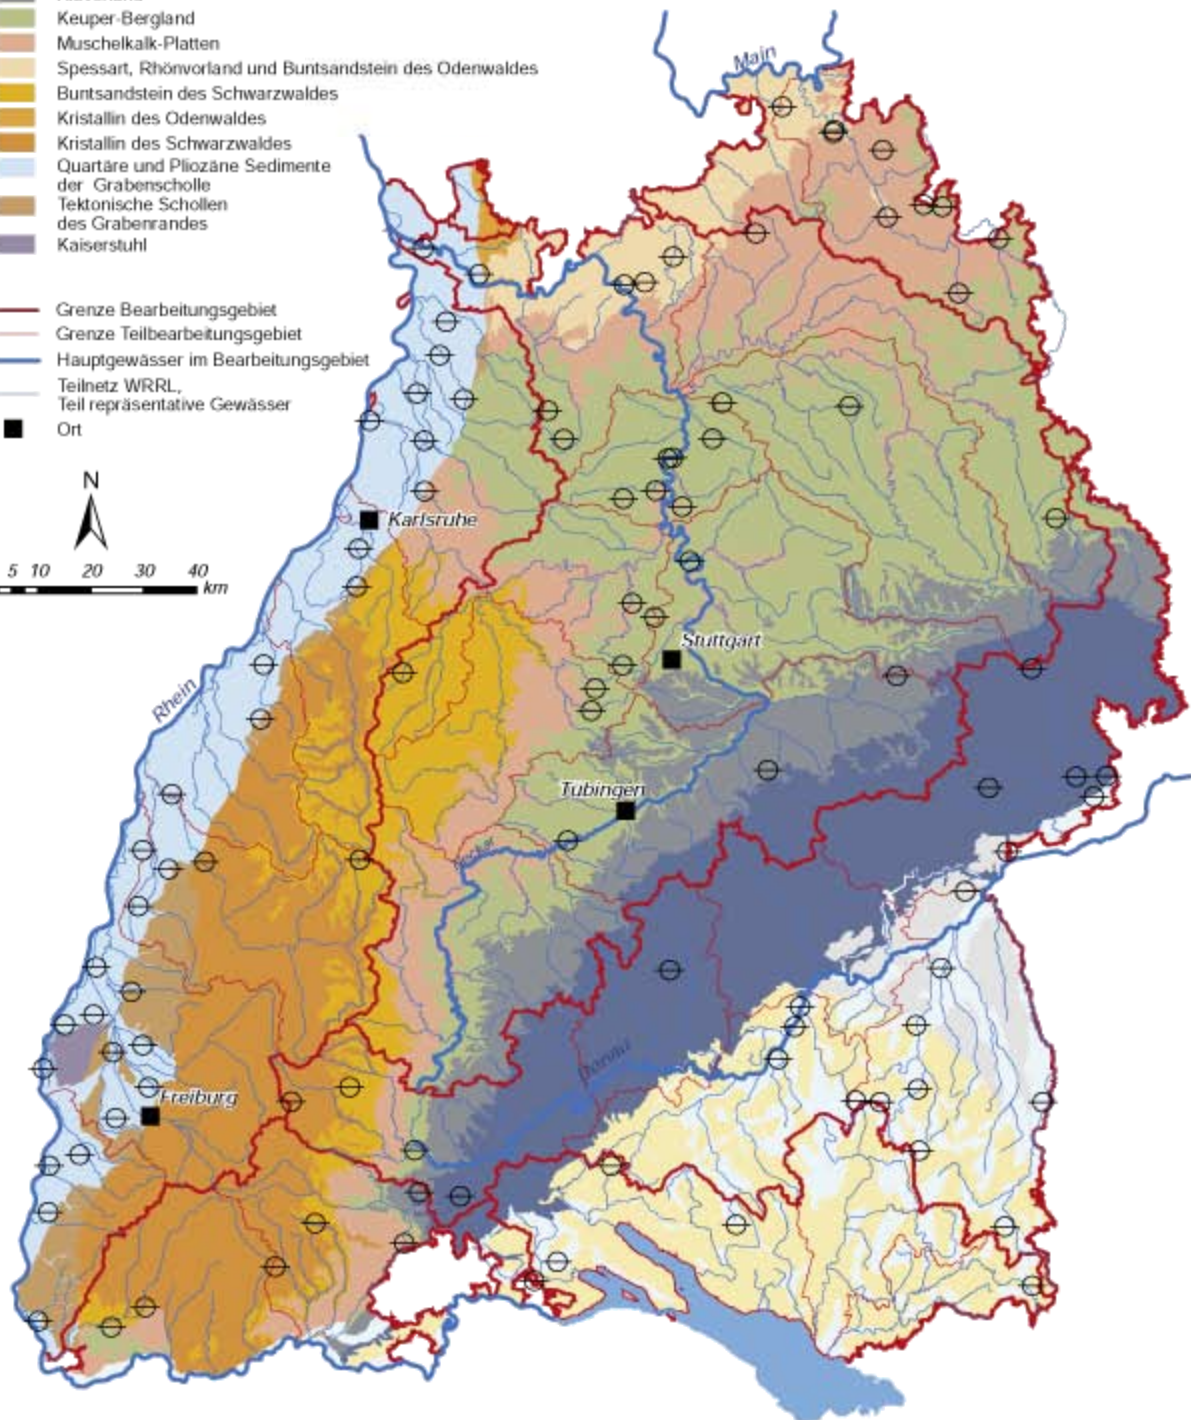 Keuper-Bergland
Muschelkalk-Platten
Spessart, Rhönvorland und Buntsandstein des Odenwaldes
Buntsandstein des Schwarzwaldes
Kristallin des Odenwaldes
Kristallin des Schwarzwaldes
Quartäre und Pliozäne Sedimente
der Grabenscholle
Tektonische Schollen
des Grabenrandes
Kaiserstuhl
Grenze Bearbeitungsgebiet
Grenze Teilbearbeitungsgebiet
Hauptgewässer im Bearbeitungsgebiet
Teilnetz WRRL,
Teil repräsentative Gewässer
Ort
N
5 10 20 30 40
km
Main
Karlsruhe
Stuttgart
Rhein
Tübingen
Neckar
Donau
Freiburg